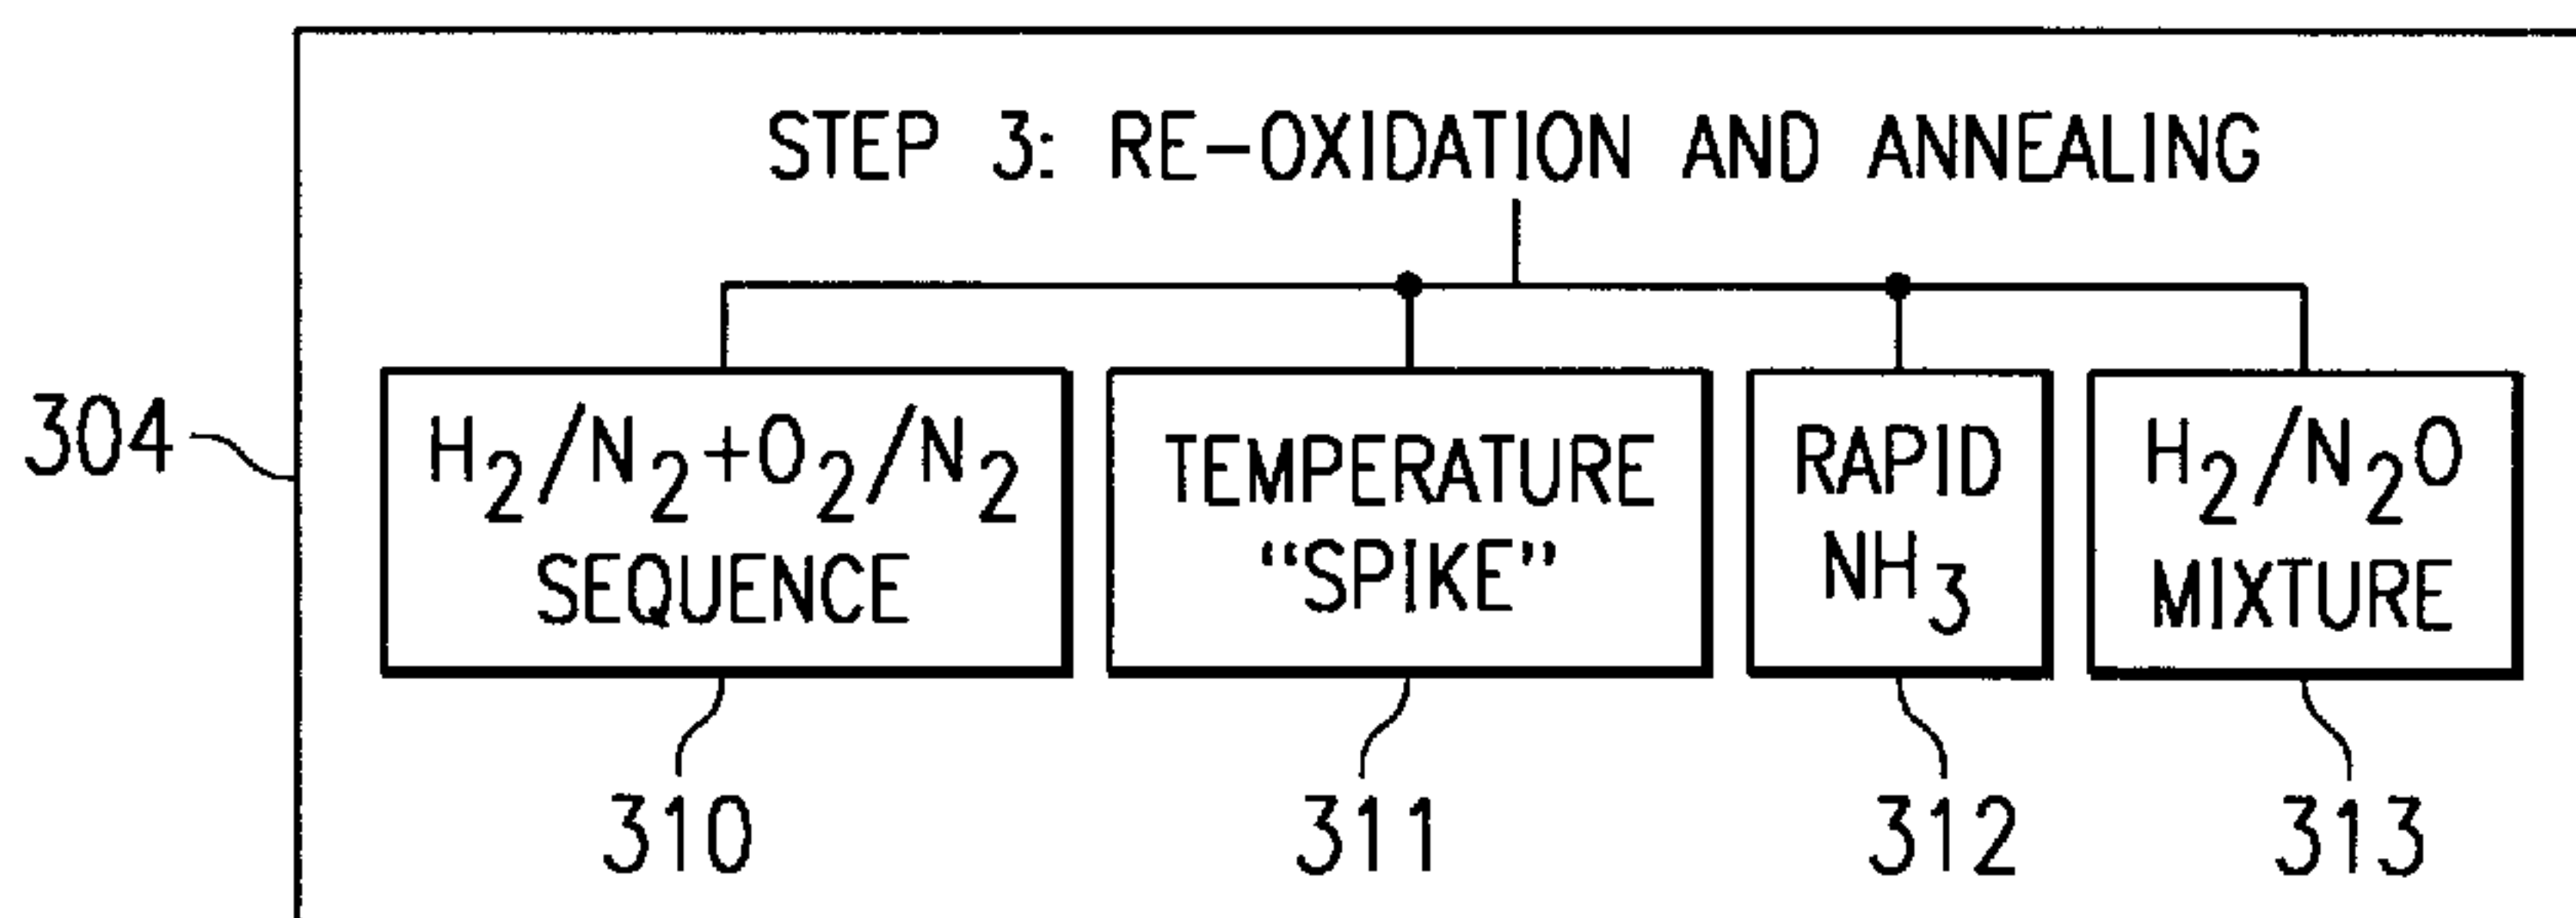 STEP 3: RE-OXIDATION AND ANNEALING
304
H₂/N₂+O₂/N₂
SEQUENCE
TEMPERATURE
“SPIKE”
RAPID
NH₃
H₂/N₂O
MIXTURE
310
311
312
313